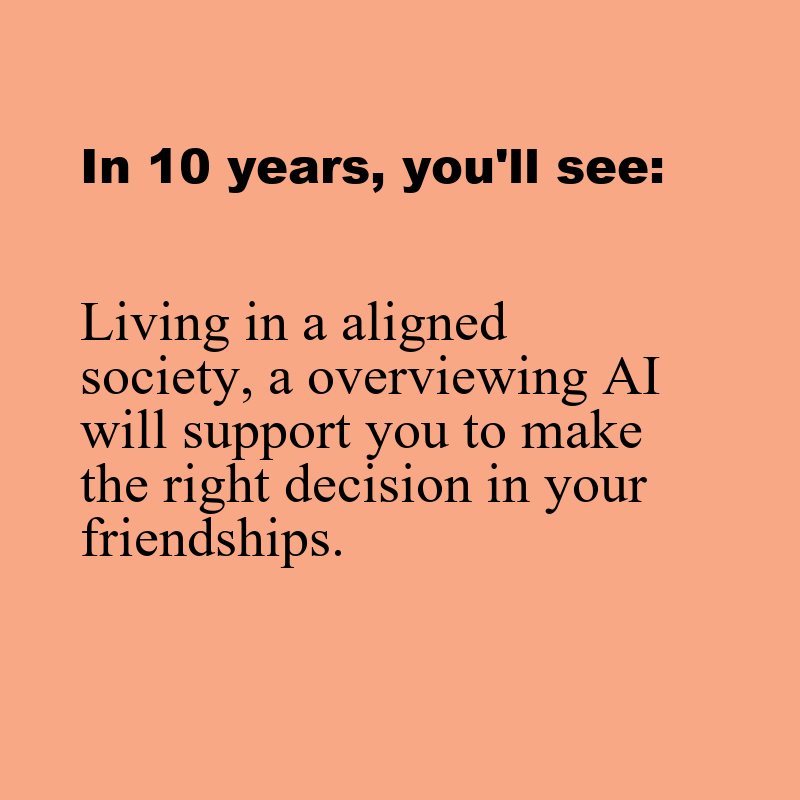 In 10 years, you'll see:
Living in a aligned
society, a overviewing AI
will support you to make
the right decision in your
friendships.